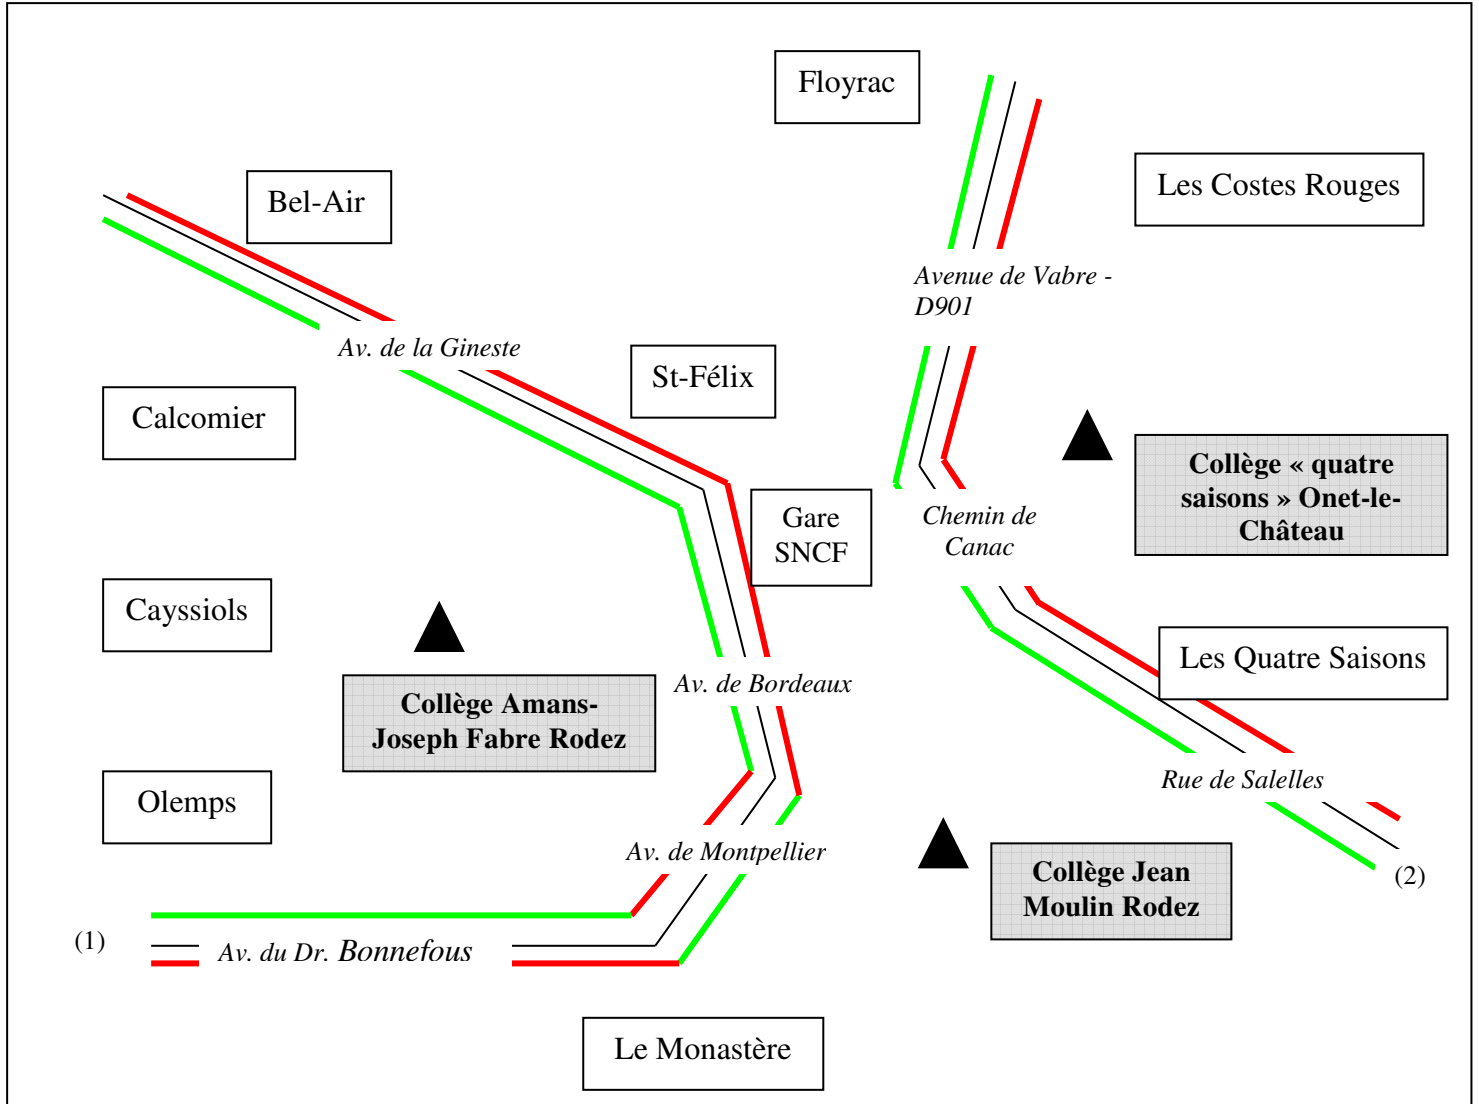 Floyrac
Les Costes Rouges
Bel-Air
Avenue de Vabre -
D901
Av. de la Gineste
St-Félix
Calcomier
Collège « quatre
saisons » Onet-le-
Château
Gare
SNCF
Chemin de
Canac
Cayssiols
Les Quatre Saisons
Av. de Bordeaux
Collège Amans-
Joseph Fabre Rodez
Olemps
Rue de Salelles
Av. de Montpellier
Collège Jean
Moulin Rodez
(2)
(1)
Av. du Dr. Bonnefous
Le Monastère